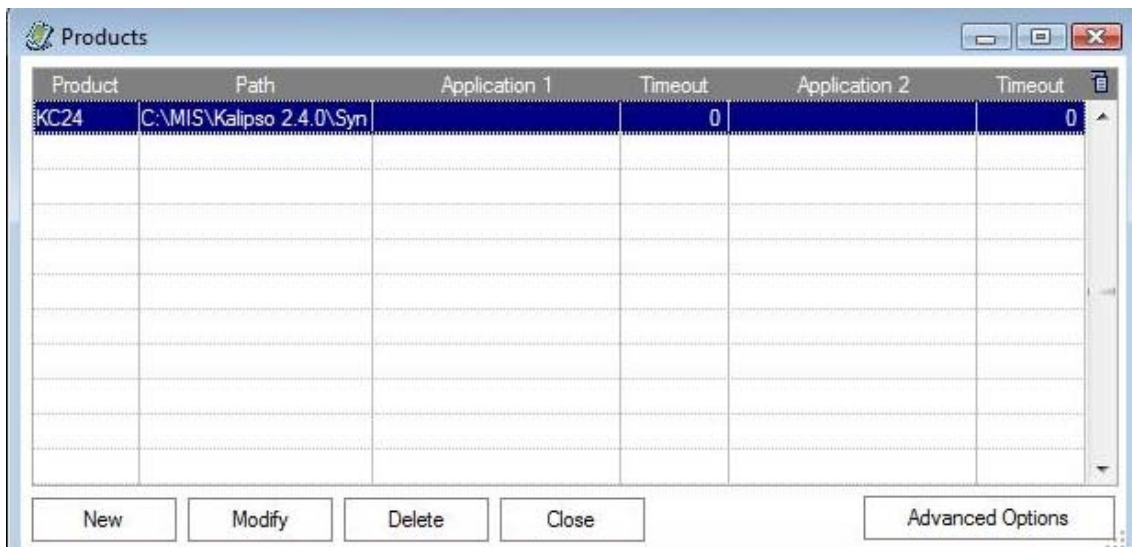 Products
Product Path Application 1 Timeout Application 2 Timeout
KC24 C:\MIS\Kalipso 2.4.0\Syn 0 0
New Modify Delete Close Advanced Options